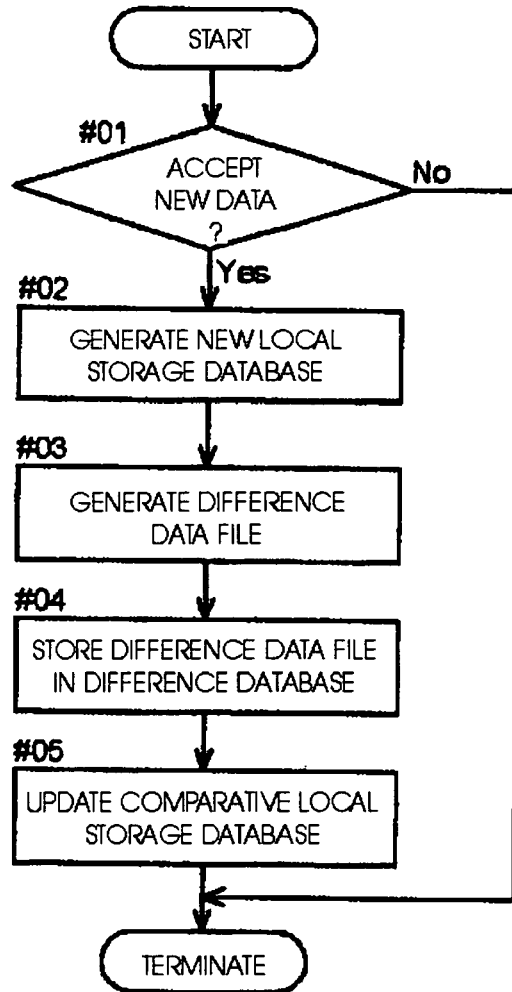 START
#01
ACCEPT
NEW DATA
?
No
Yes
#02
GENERATE NEW LOCAL
STORAGE DATABASE
#03
GENERATE DIFFERENCE
DATA FILE
#04
STORE DIFFERENCE DATA FILE
IN DIFFERENCE DATABASE
#05
UPDATE COMPARATIVE LOCAL
STORAGE DATABASE
TERMINATE